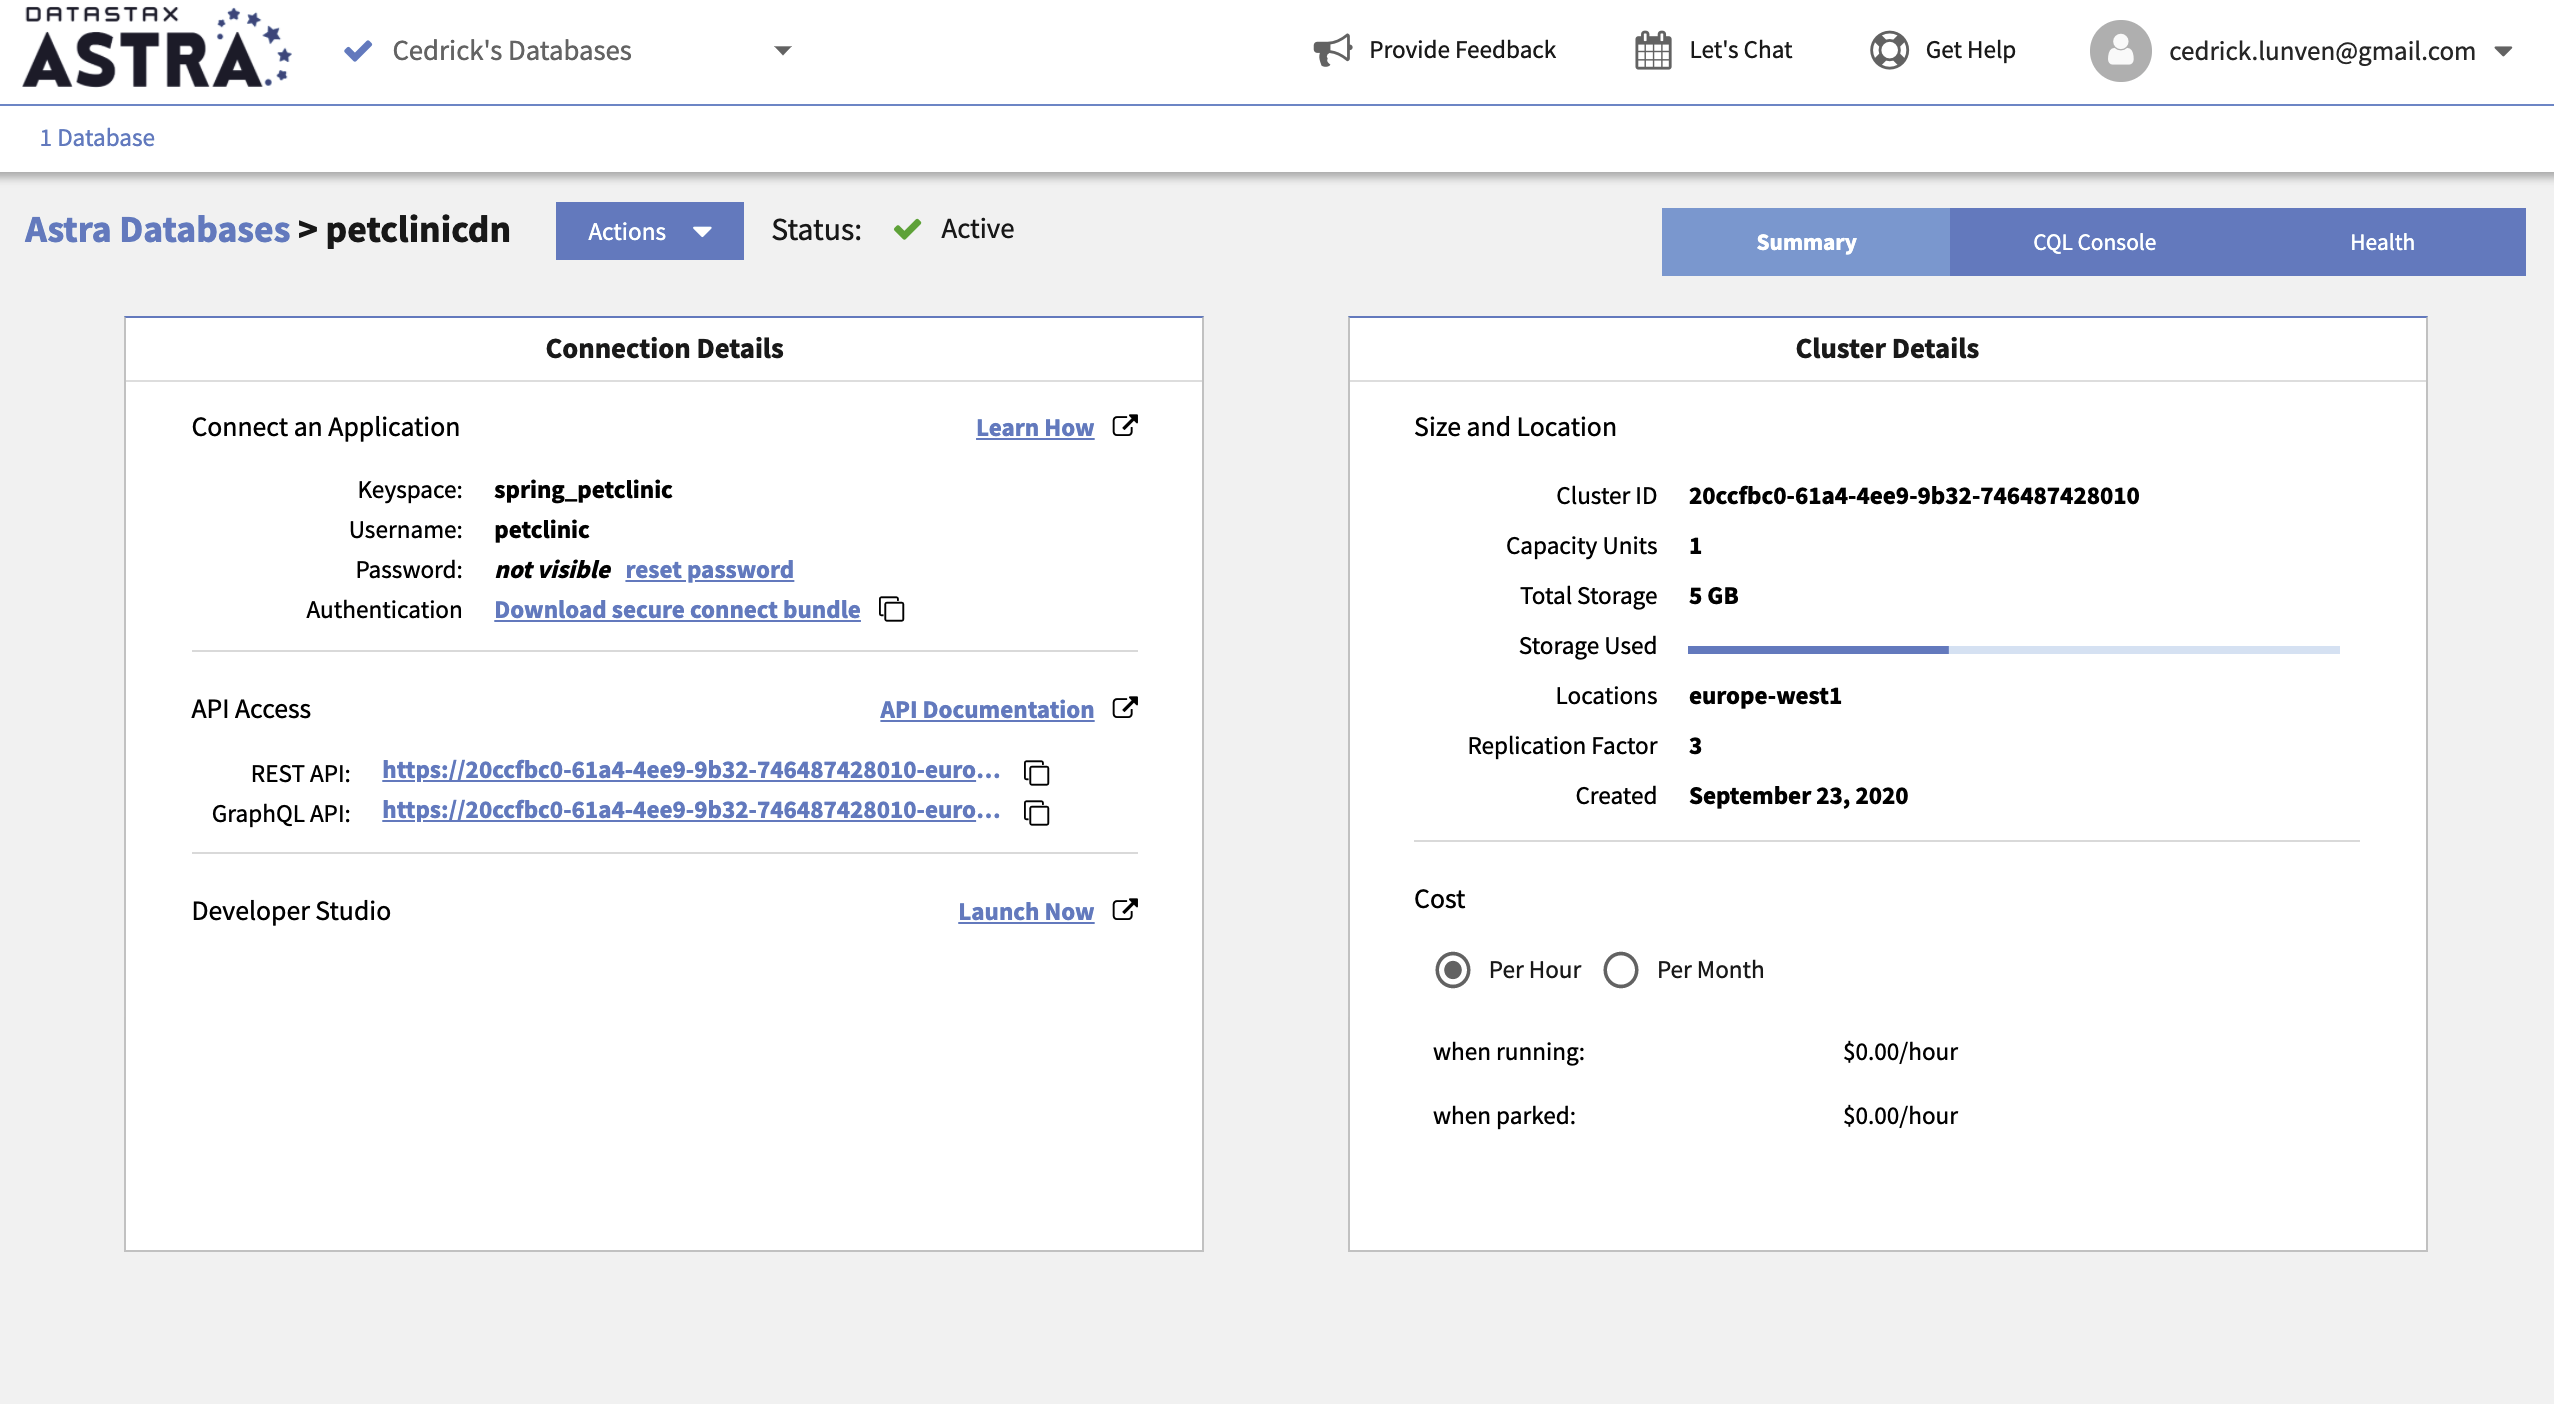 DATASTAX
ASTRA
Cedrick's Databases
Provide Feedback
Let's Chat
Get Help
cedrick.lunven@gmail.com
1 Database
Astra Databases > petclinicdn
Actions
Status: Active
Summary
CQL Console
Health
Connection Details
Connect an Application
Learn How
Keyspace: spring_petclinic
Username: petclinic
Password: not visible reset password
Authentication Download secure connect bundle
API Access
API Documentation
REST API: https://20ccfbc0-61a4-4ee9-9b32-746487428010-euro...
GraphQL API: https://20ccfbc0-61a4-4ee9-9b32-746487428010-euro...
Developer Studio
Launch Now
Cluster Details
Size and Location
Cluster ID 20ccfbc0-61a4-4ee9-9b32-746487428010
Capacity Units 1
Total Storage 5 GB
Storage Used
Locations europe-west1
Replication Factor 3
Created September 23, 2020
Cost
Per Hour Per Month
when running: $0.00/hour
when parked: $0.00/hour